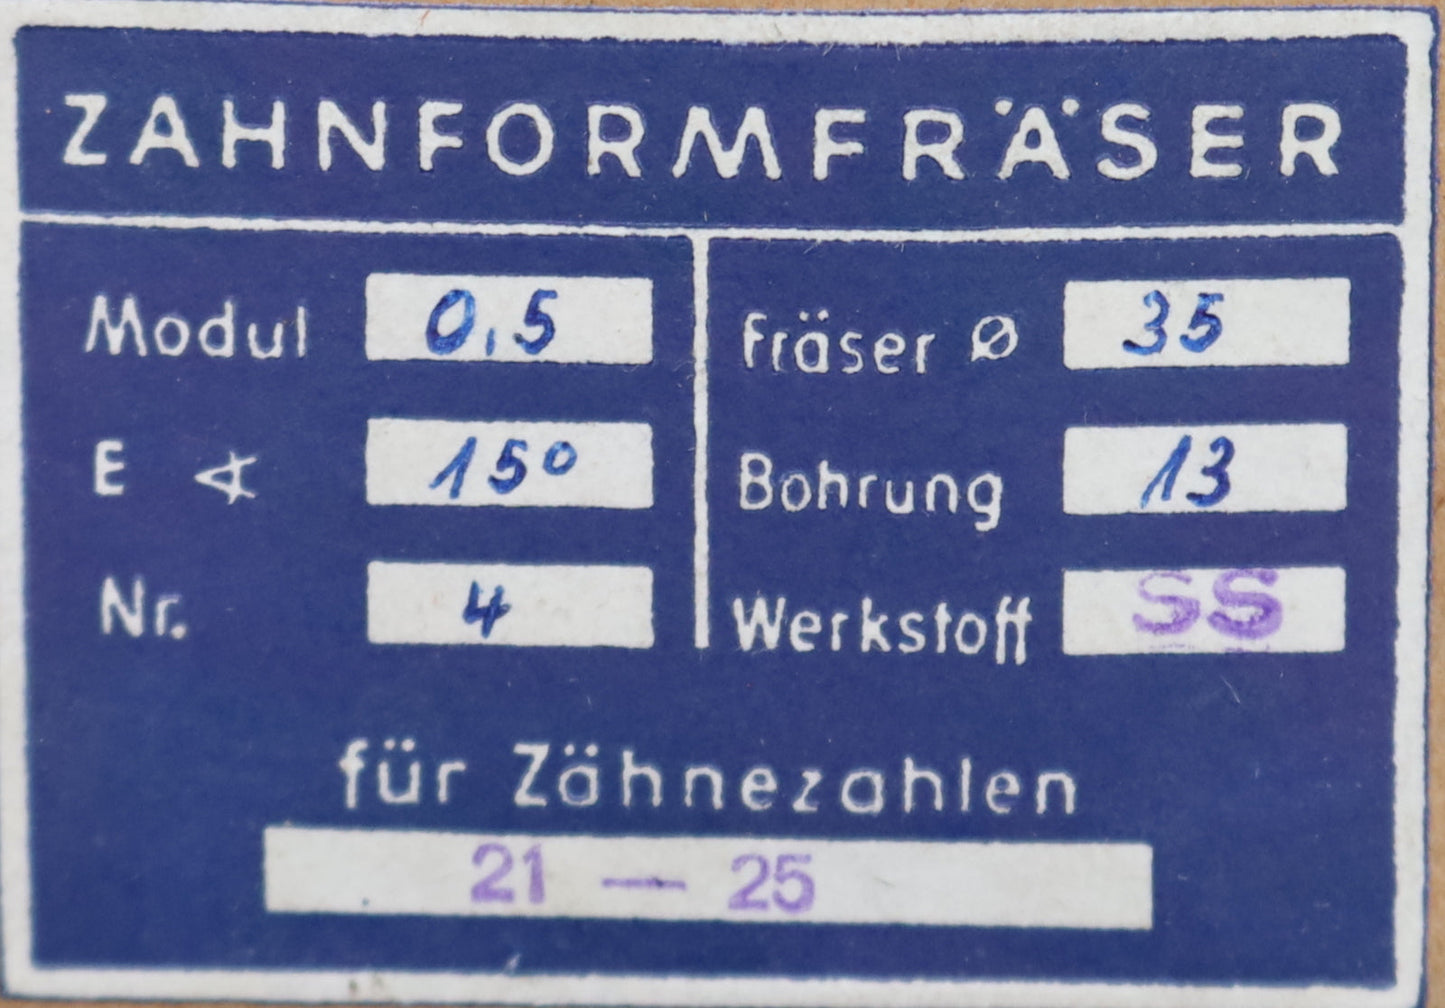 ZAHNFORMFRÄSER
Modul 0,5
E ∢ 15°
Nr. 4
Fräser ⌀ 35
Bohrung 13
Werkstoff SS
für Zähnezahlen
21 — 25